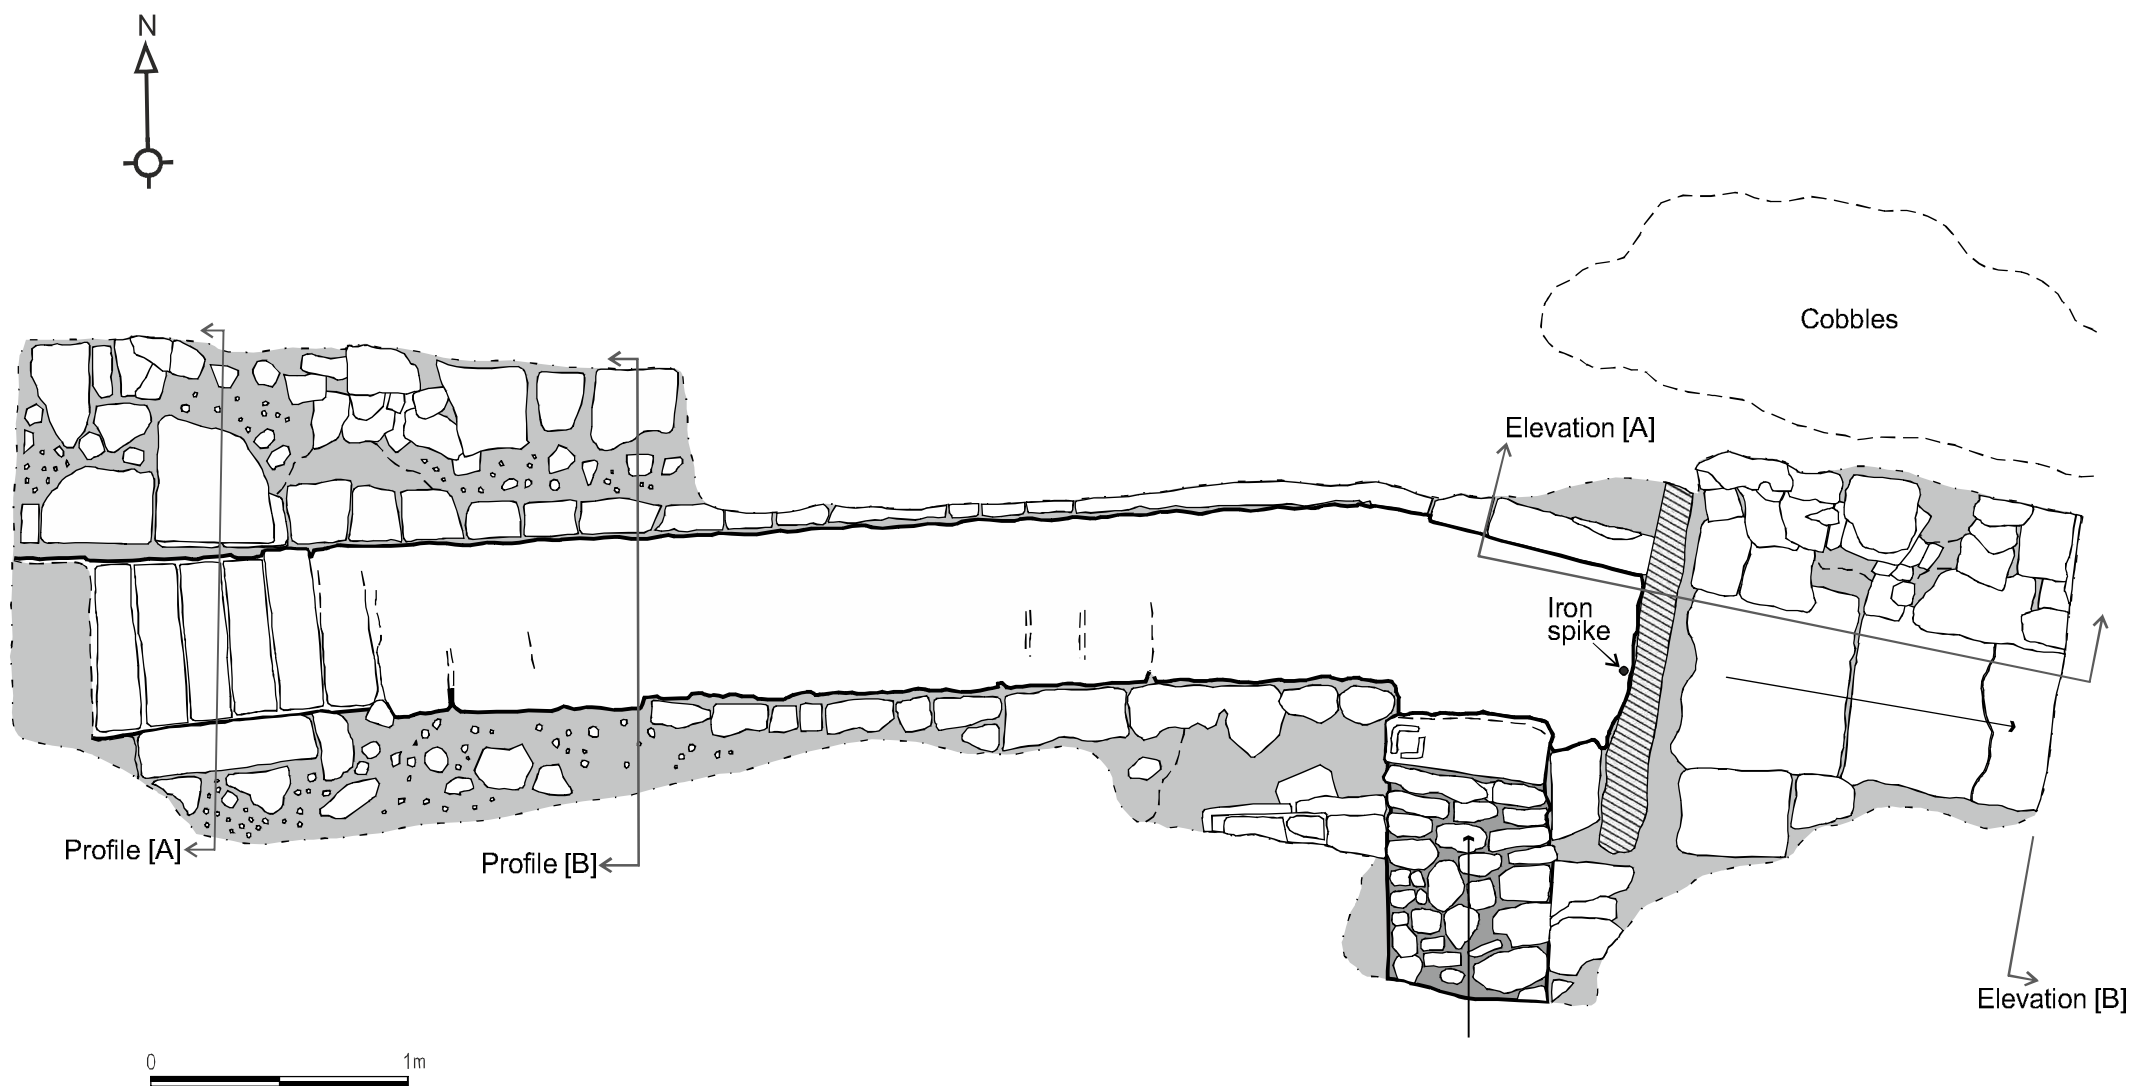 N
Cobbles
Elevation [A]
Iron
spike
Profile [A]
Profile [B]
Elevation [B]
0
1m